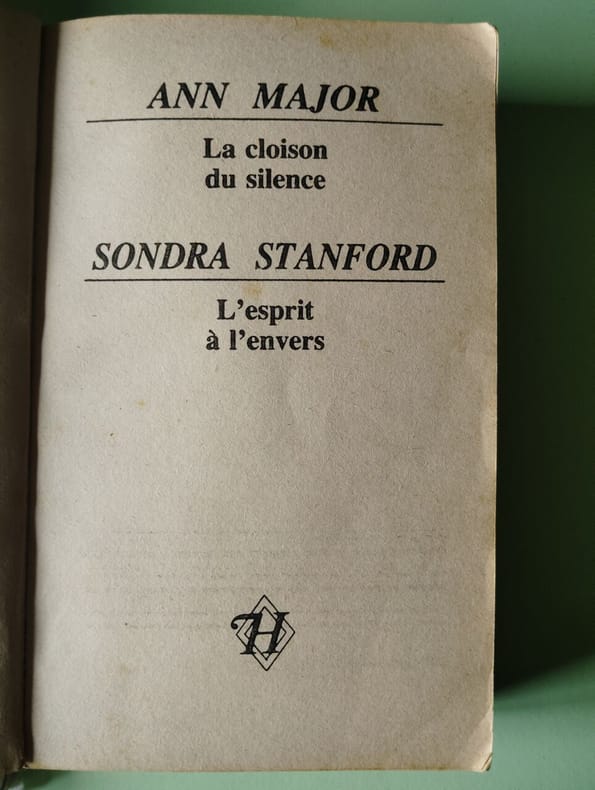 ANN MAJOR
La cloison
du silence
SONDRA STANFORD
L'esprit
à l'envers
H